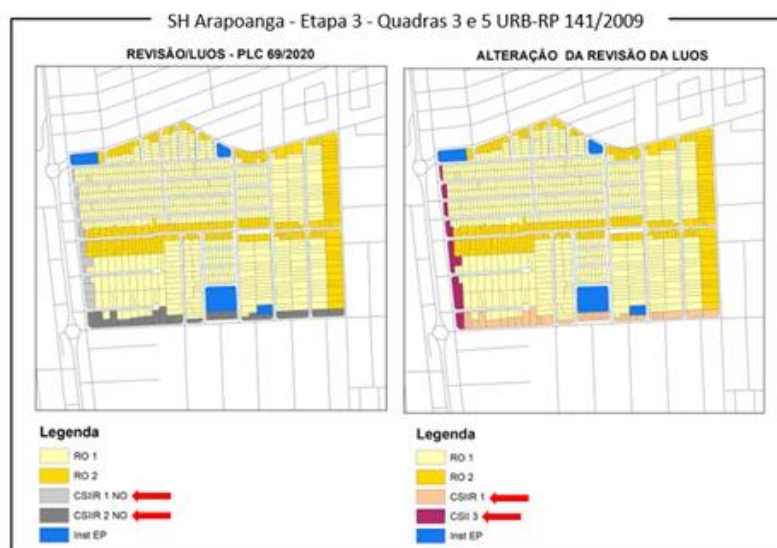 SH Arapoanga - Etapa 3 - Quadras 3 e 5 URB-RP 141/2009
REVISÃO/LUOS - PLC 69/2020
Legenda
RO 1
RO 2
CSIIR 1 NO
CSIIR 2 NO
Inst EP
ALTERAÇÃO DA REVISÃO DA LUOS
Legenda
RO 1
RO 2
CSIIR 1
CSII 3
Inst EP